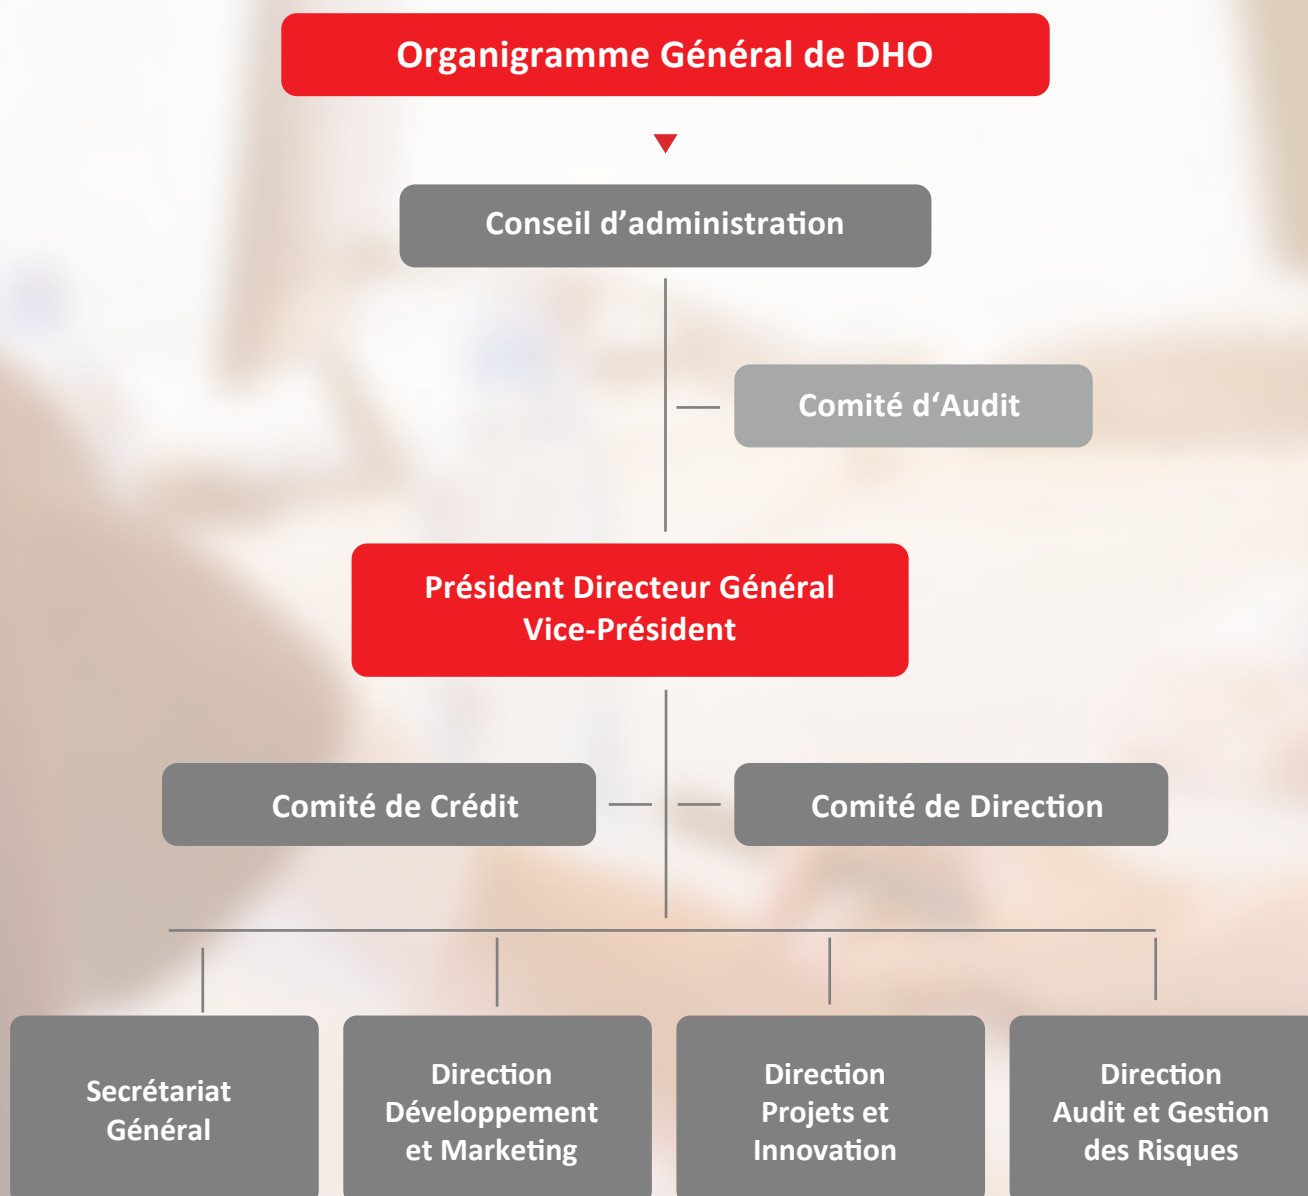 Organigramme Général de DHO
Conseil d’administration
Comité d‘Audit
Président Directeur Général
Vice-Président
Comité de Crédit
Comité de Direction
Secrétariat
Général
Direction
Développement
et Marketing
Direction
Projets et
Innovation
Direction
Audit et Gestion
des Risques